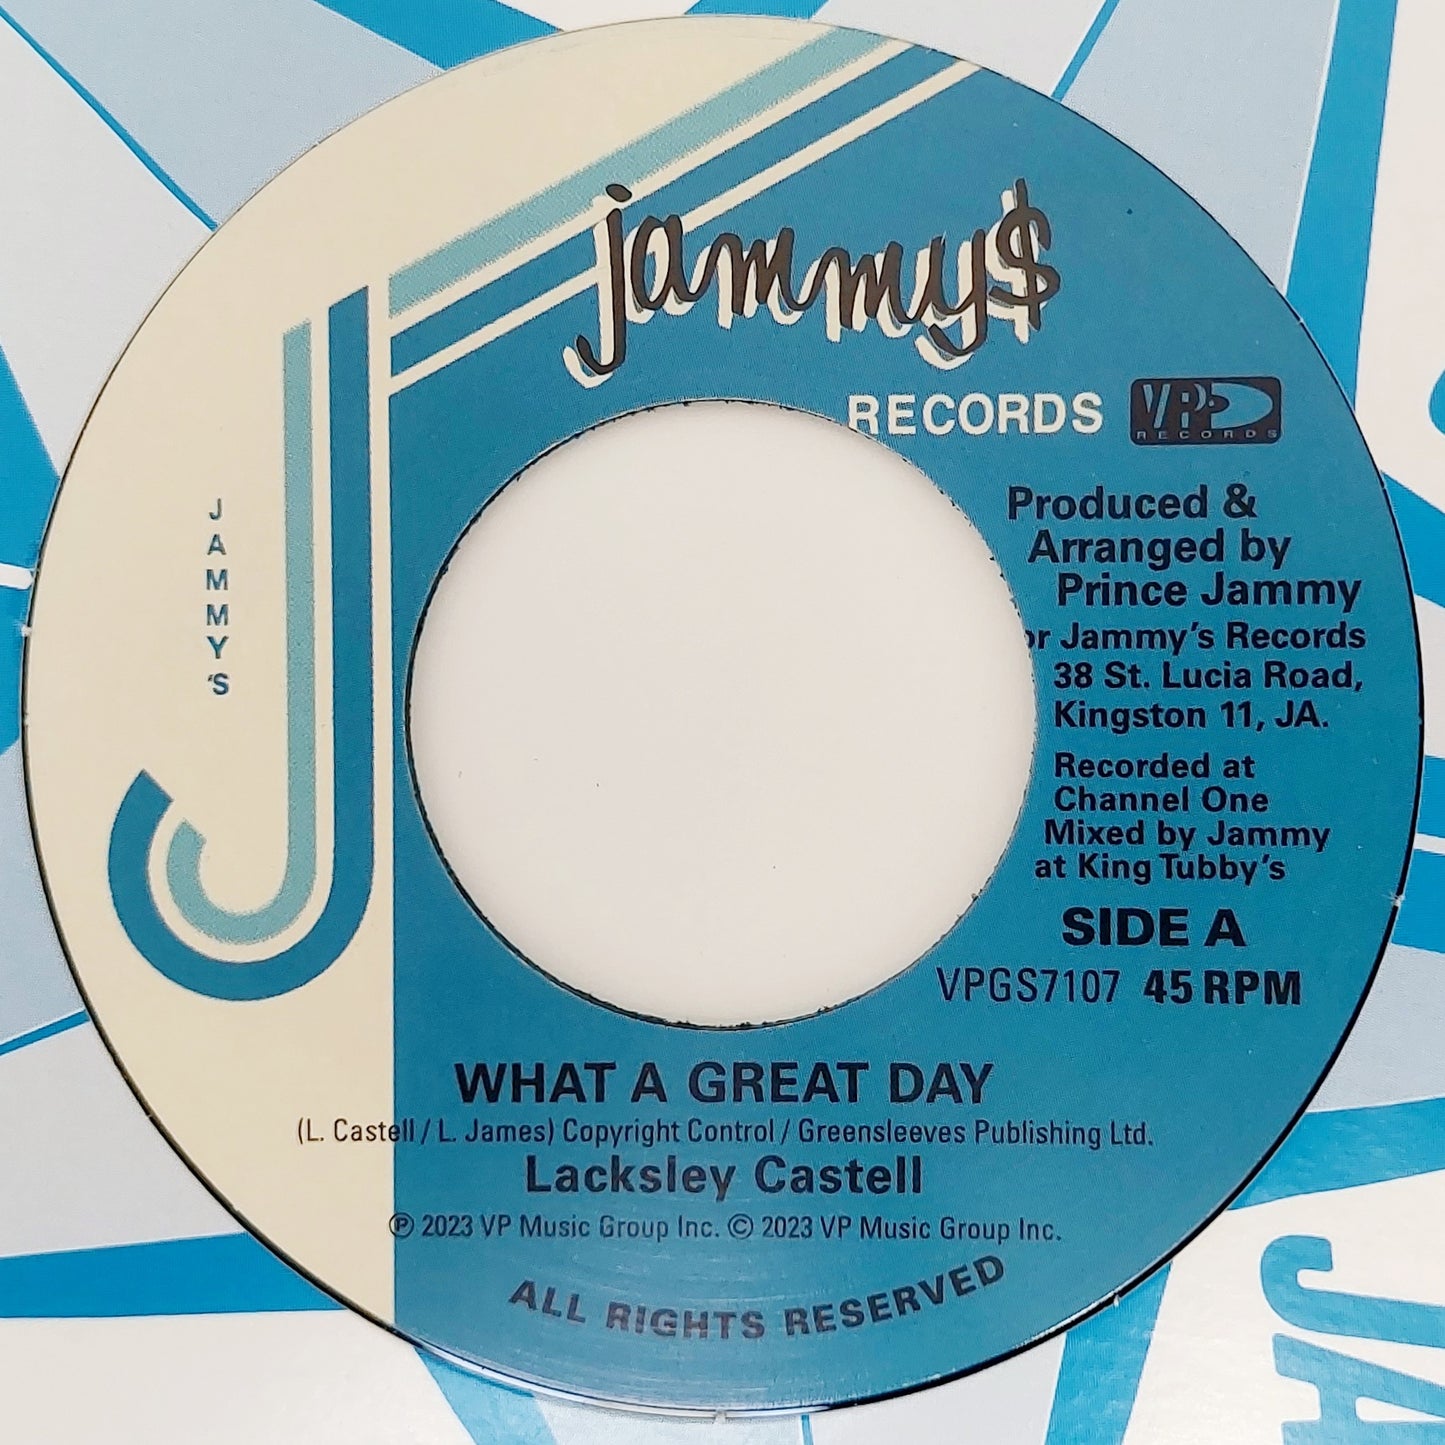 jammy$
RECORDS
VP
RECORDS
JAMMY'S
Produced &
Arranged by
Prince Jammy
or Jammy's Records
38 St. Lucia Road,
Kingston 11, JA.
Recorded at
Channel One
Mixed by Jammy
at King Tubby's
SIDE A
VPGS7107 45 RPM
WHAT A GREAT DAY
(L. Castell / L. James) Copyright Control / Greensleeves Publishing Ltd.
Lacksley Castell
℗ 2023 VP Music Group Inc. © 2023 VP Music Group Inc.
ALL RIGHTS RESERVED
JA